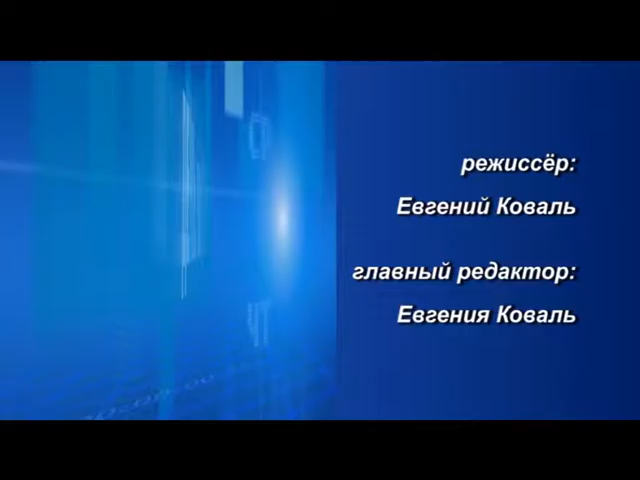 режиссёр:
Евгений Коваль
главный редактор:
Евгения Коваль